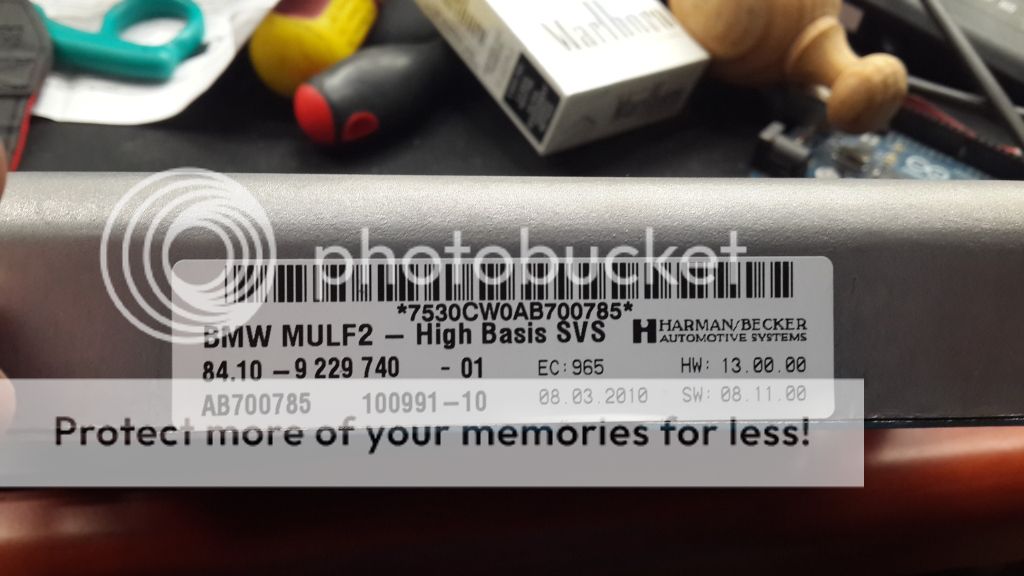 Marlboro
photobucket
*7530CW0AB700785*
BMW MULF2 – High Basis SVS HARMAN/BECKER
AUTOMOTIVE SYSTEMS
84.10 – 9 229 740 - 01 EC:965 HW: 13.00.00
AB700785 100991–10 08.03.2010 SW: 08.11.00
Protect more of your memories for less!